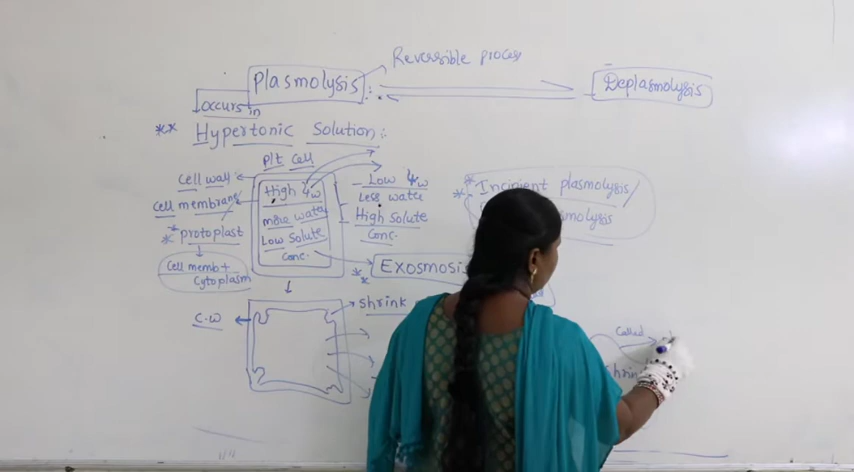 Reversible process
Plasmolysis
Deplasmolysis
occurs in
** Hypertonic Solution :-
Plt cell
Cell wall
Cell membrane
* protoplast
*
Cell memb +
Cytoplasm
High Ψw
more water
Low Solute
Conc.
Low Ψw
Less water
High Solute
Conc.
* Incipient plasmolysis/
*
plasmolysis
* Exosmosis
*
C.W
shrink
Called